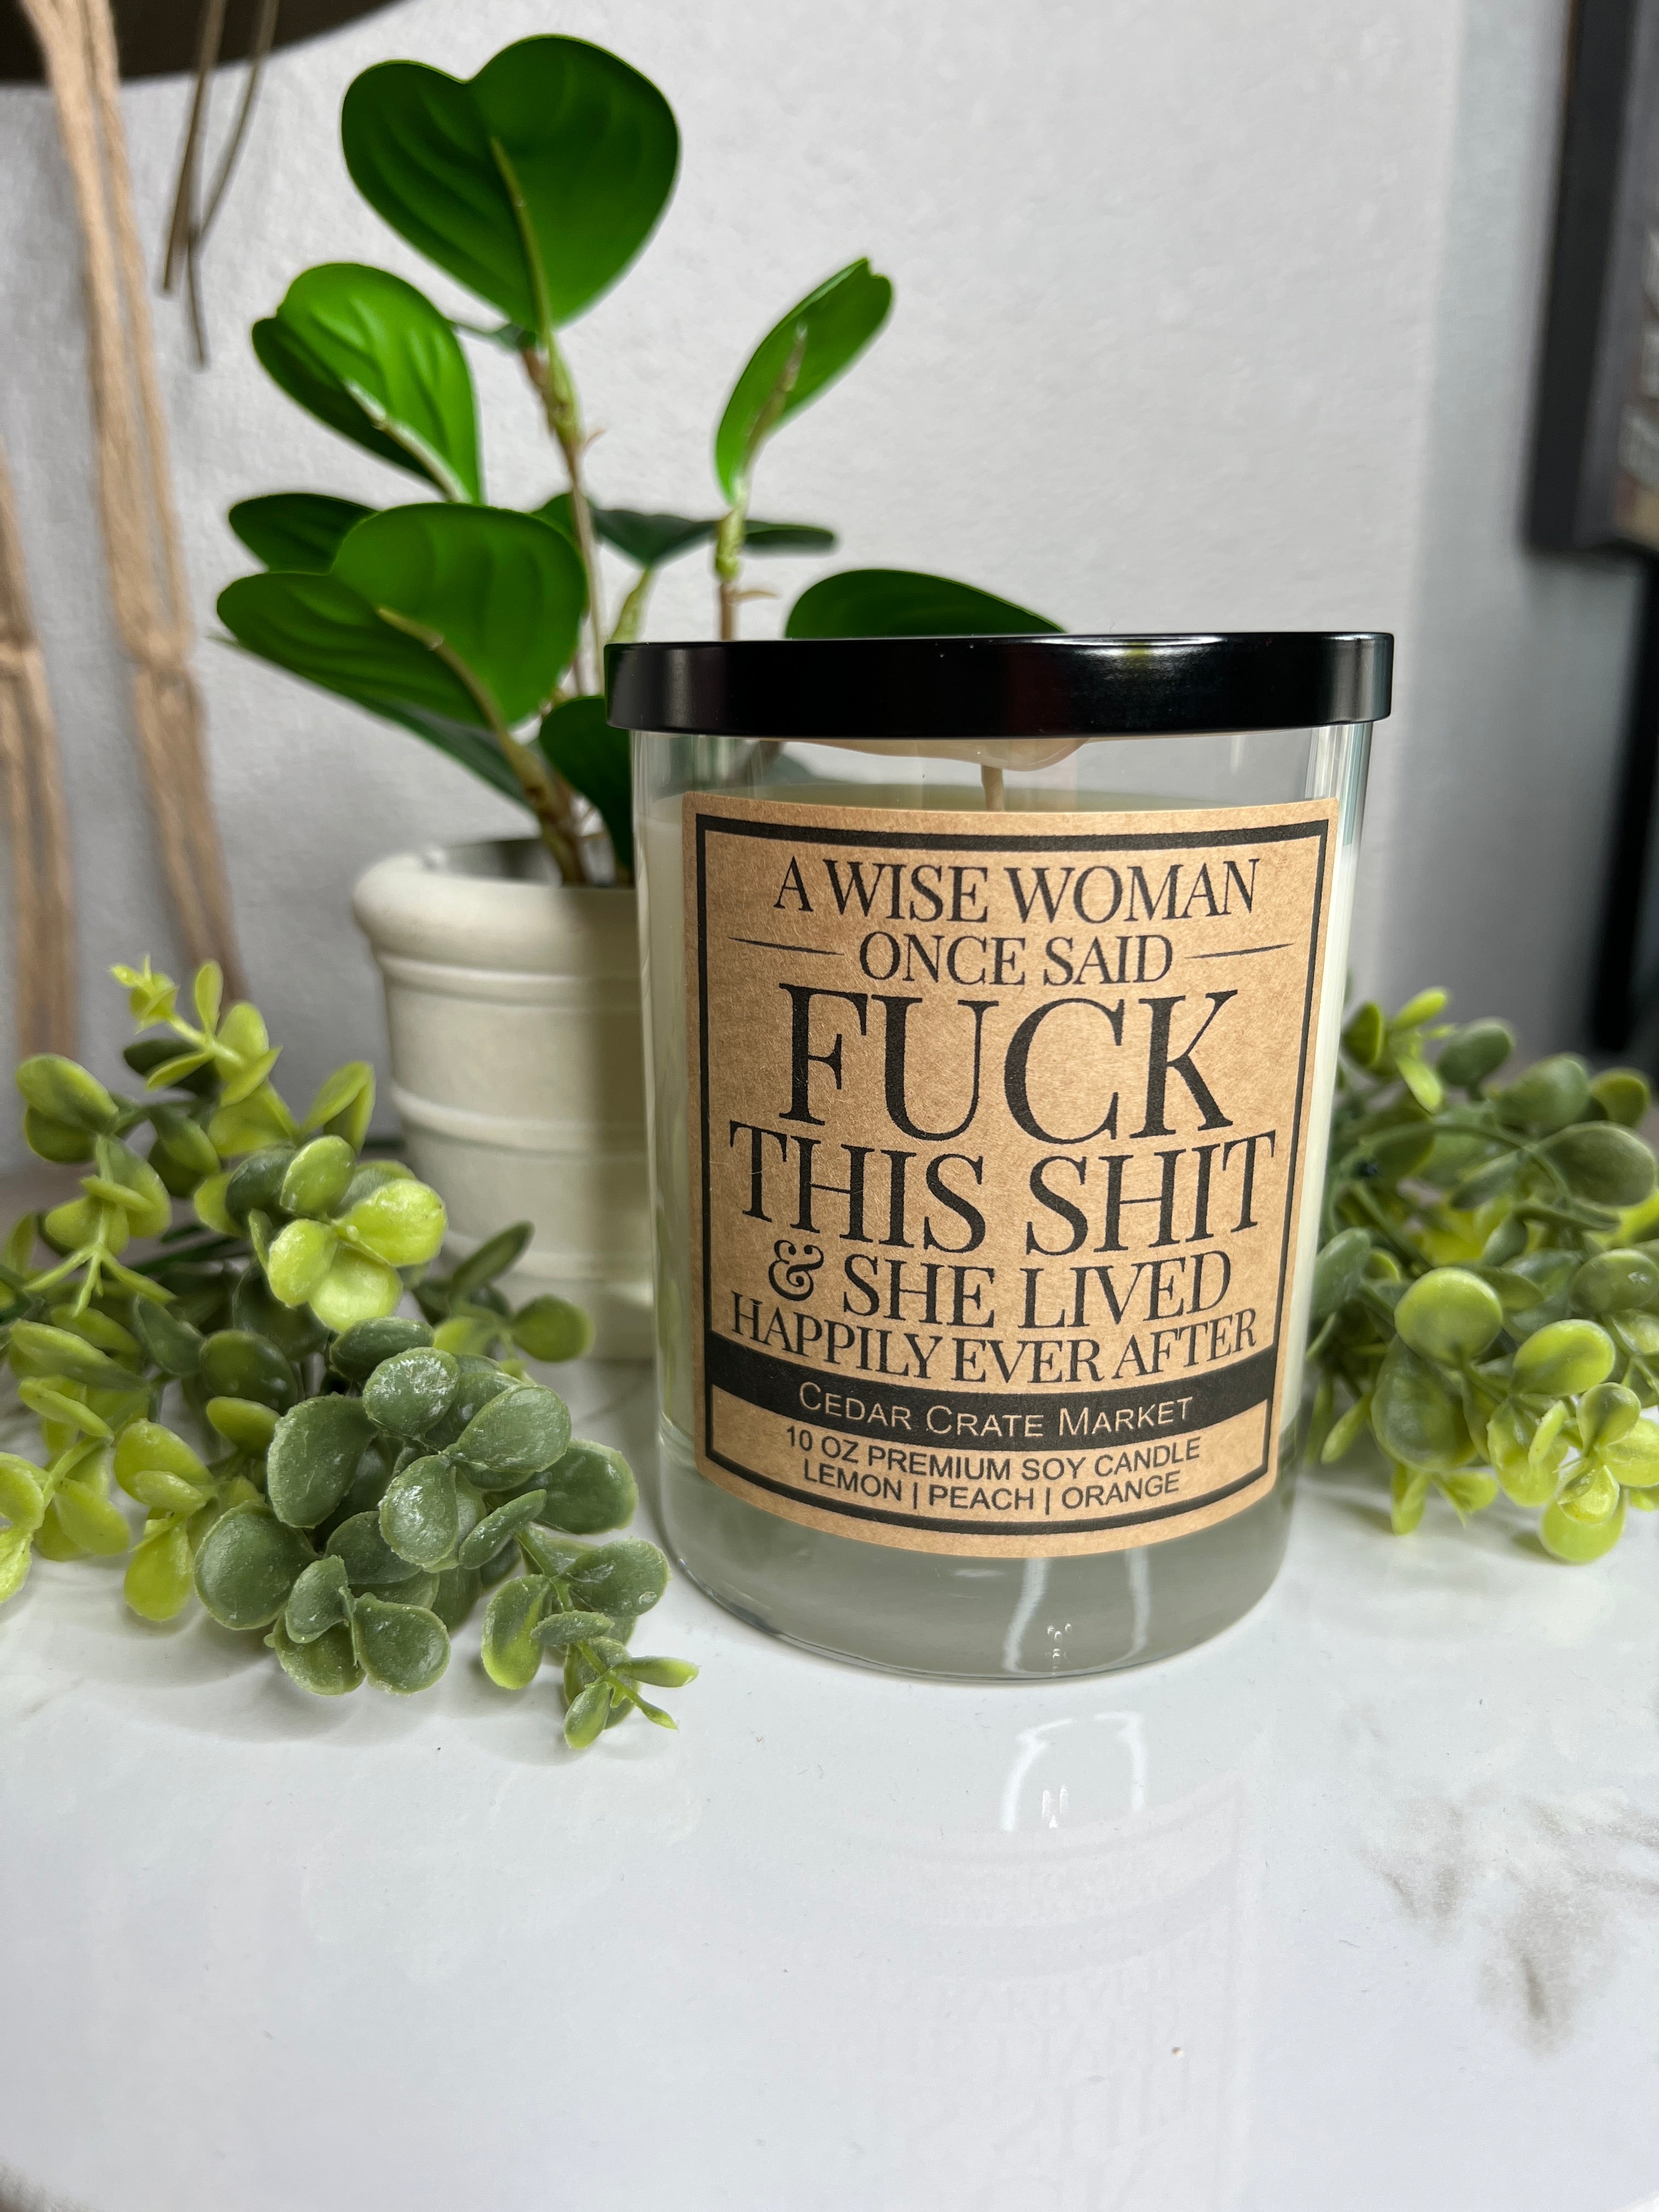 A WISE WOMAN
ONCE SAID
FUCK
THIS SHIT
& SHE LIVED
HAPPILY EVER AFTER
CEDAR CRATE MARKET
10 OZ PREMIUM SOY CANDLE
LEMON | PEACH | ORANGE